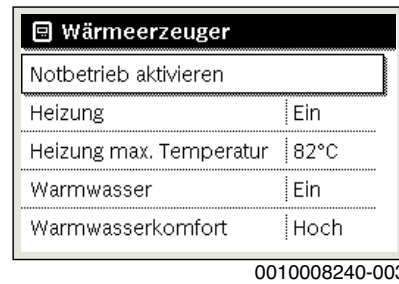 Wärmeerzeuger
Notbetrieb aktivieren
Heizung Ein
Heizung max. Temperatur 82°C
Warmwasser Ein
Warmwasserkomfort Hoch
0010008240-003